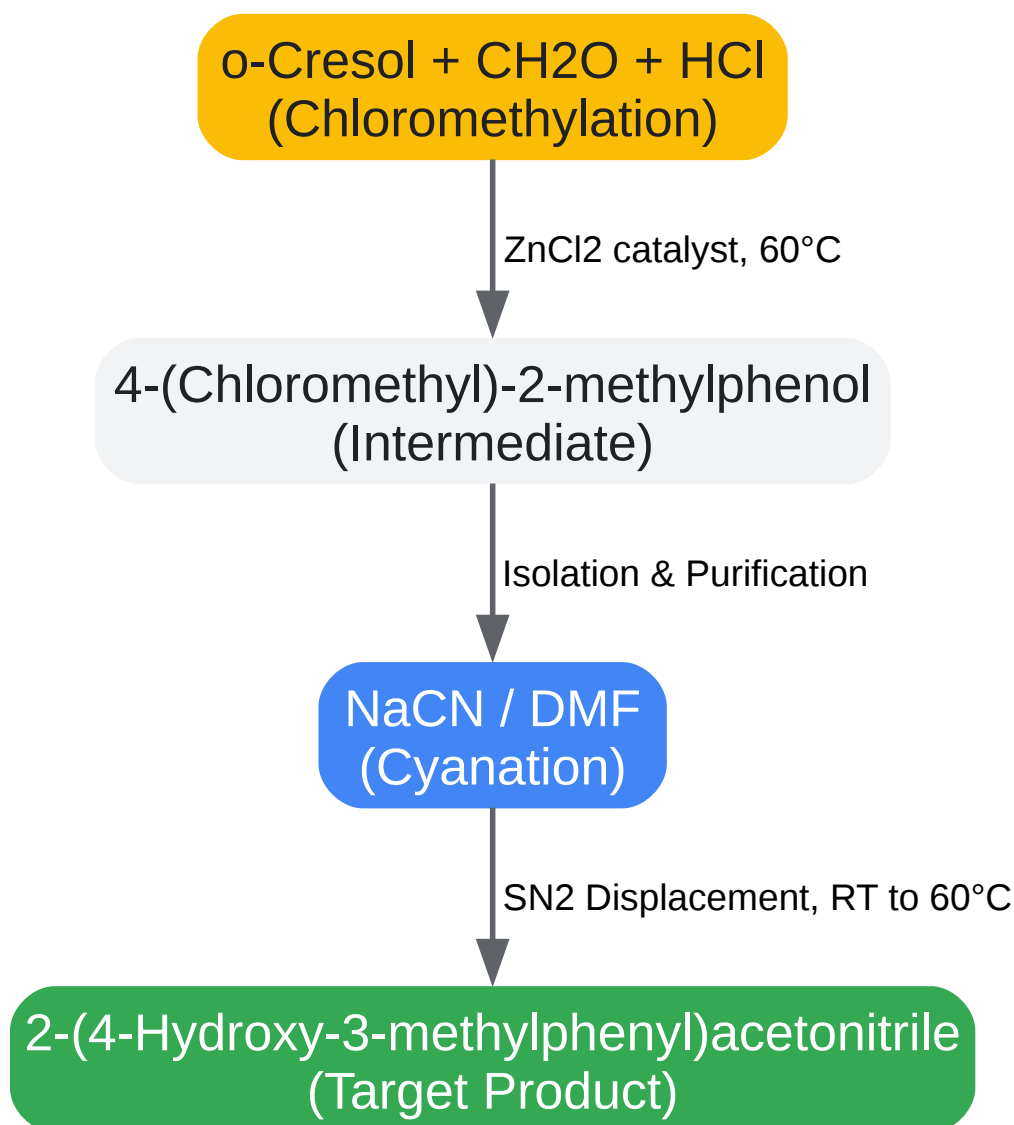 o-Cresol + CH2O + HCl
(Chloromethylation)
ZnCl2 catalyst, 60°C
4-(Chloromethyl)-2-methylphenol
(Intermediate)
Isolation & Purification
NaCN / DMF
(Cyanation)
SN2 Displacement, RT to 60°C
2-(4-Hydroxy-3-methylphenyl)acetonitrile
(Target Product)